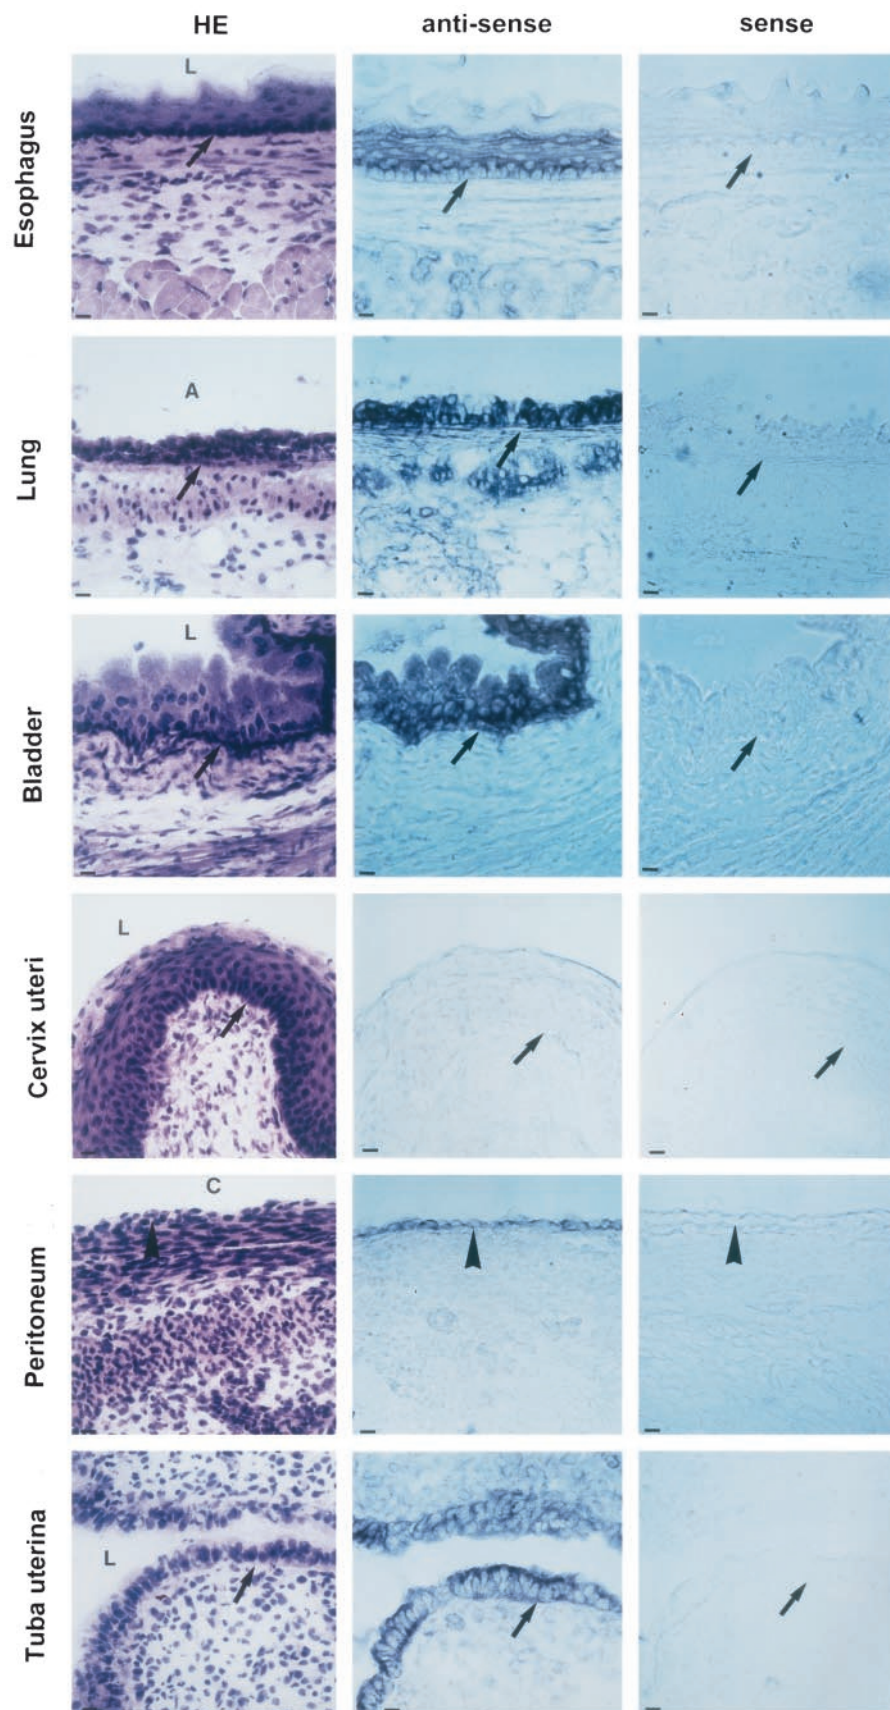 HE anti-sense sense
Esophagus
L
Lung
A
Bladder
L
Cervix uteri
L
Peritoneum
C
Tuba uterina
L